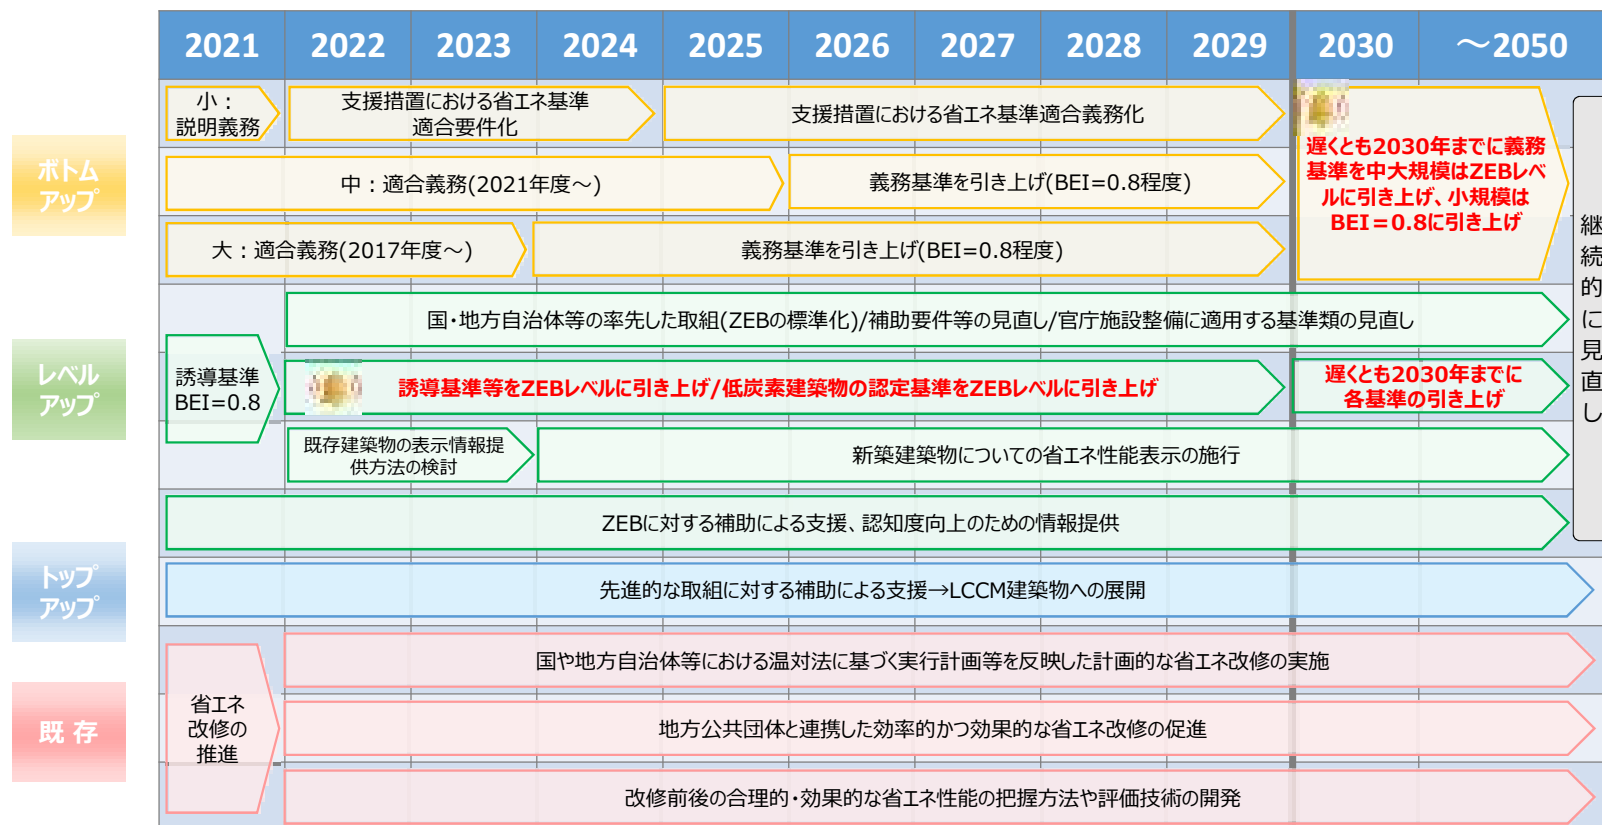 2021 2022 2023 2024 2025 2026 2027 2028 2029 2030 ～2050
ボトム
アップ
小：
説明義務
支援措置における省エネ基準
適合要件化
支援措置における省エネ基準適合義務化
中：適合義務(2021年度～)
義務基準を引き上げ(BEI=0.8程度)
大：適合義務(2017年度～)
義務基準を引き上げ(BEI=0.8程度)
遅くとも2030年までに義務
基準を中大規模はZEBレベ
ルに引き上げ、小規模は
BEI＝0.8に引き上げ
レベル
アップ
誘導基準
BEI=0.8
国・地方自治体等の率先した取組(ZEBの標準化)/補助要件等の見直し/官庁施設整備に適用する基準類の見直し
誘導基準等をZEBレベルに引き上げ/低炭素建築物の認定基準をZEBレベルに引き上げ
遅くとも2030年までに
各基準の引き上げ
既存建築物の表示情報提
供方法の検討
新築建築物についての省エネ性能表示の施行
ZEBに対する補助による支援、認知度向上のための情報提供
継続的に見直し
トップ
アップ
先進的な取組に対する補助による支援→LCCM建築物への展開
既 存
省エネ
改修の
推進
国や地方自治体等における温対法に基づく実行計画等を反映した計画的な省エネ改修の実施
地方公共団体と連携した効率的かつ効果的な省エネ改修の促進
改修前後の合理的・効果的な省エネ性能の把握方法や評価技術の開発